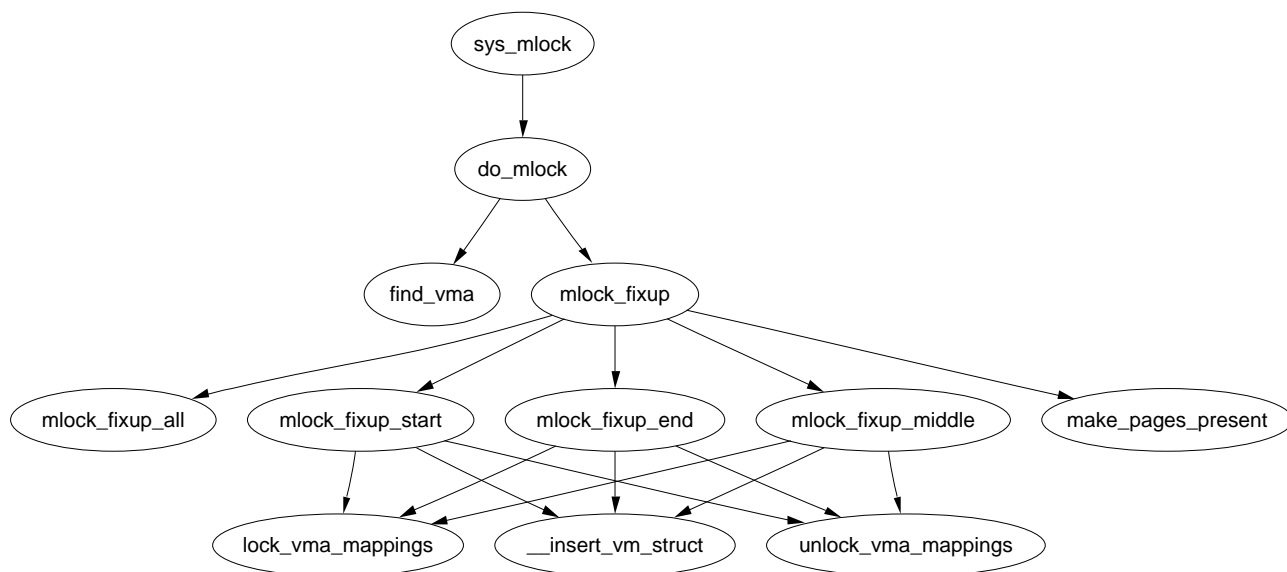 sys_mlock
do_mlock
find_vma
mlock_fixup
mlock_fixup_all
mlock_fixup_start
mlock_fixup_end
mlock_fixup_middle
make_pages_present
lock_vma_mappings
__insert_vm_struct
unlock_vma_mappings